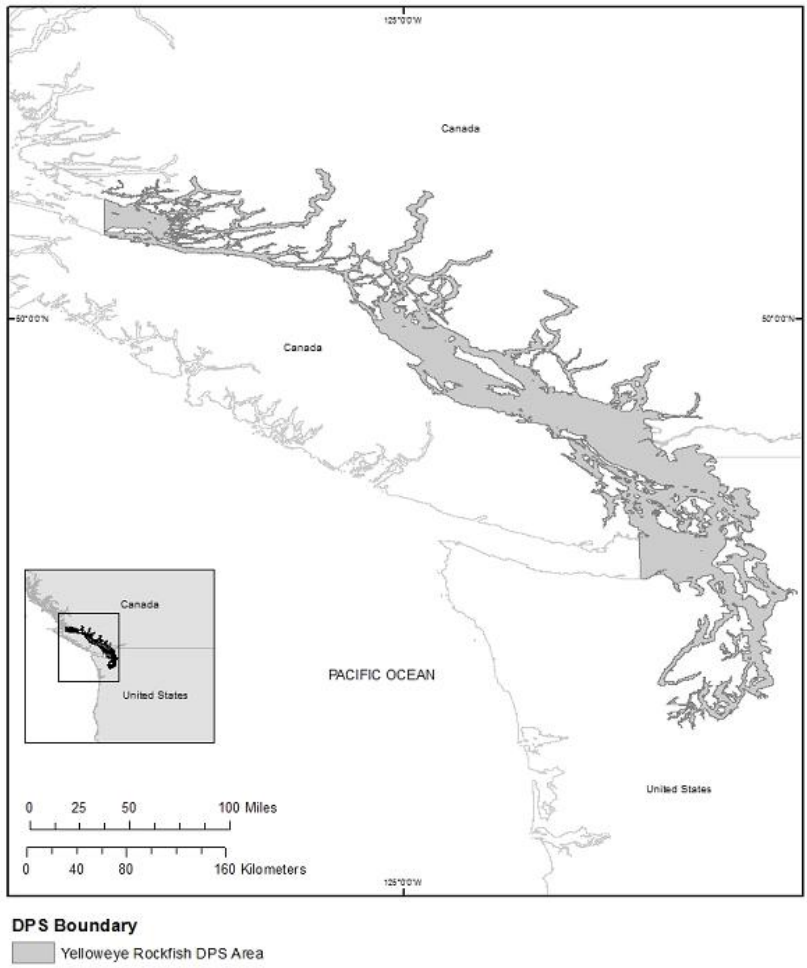 125°0'0"W
Canada
50°0'0"N
50°0'0"N
Canada
Canada
PACIFIC OCEAN
United States
United States
0 25 50 100 Miles
0 40 80 160 Kilometers
125°0'0"W
DPS Boundary
Yelloweye Rockfish DPS Area